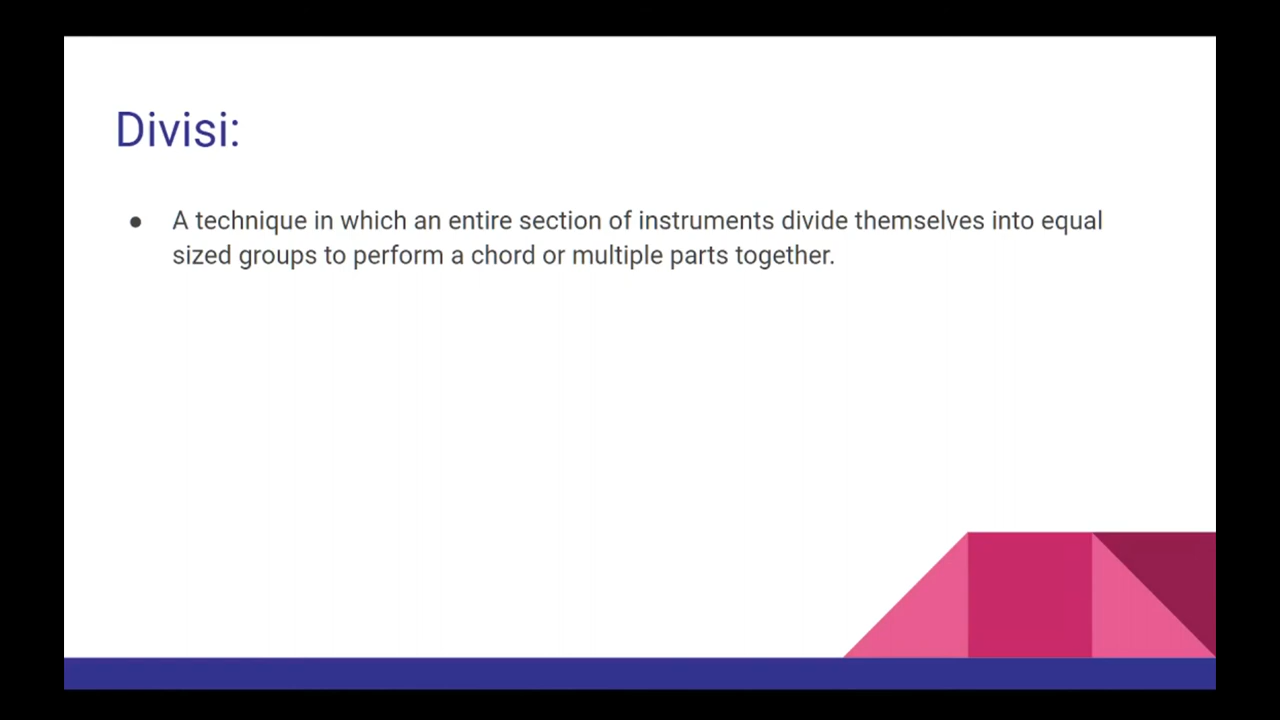 Divisi:
● A technique in which an entire section of instruments divide themselves into equal
sized groups to perform a chord or multiple parts together.